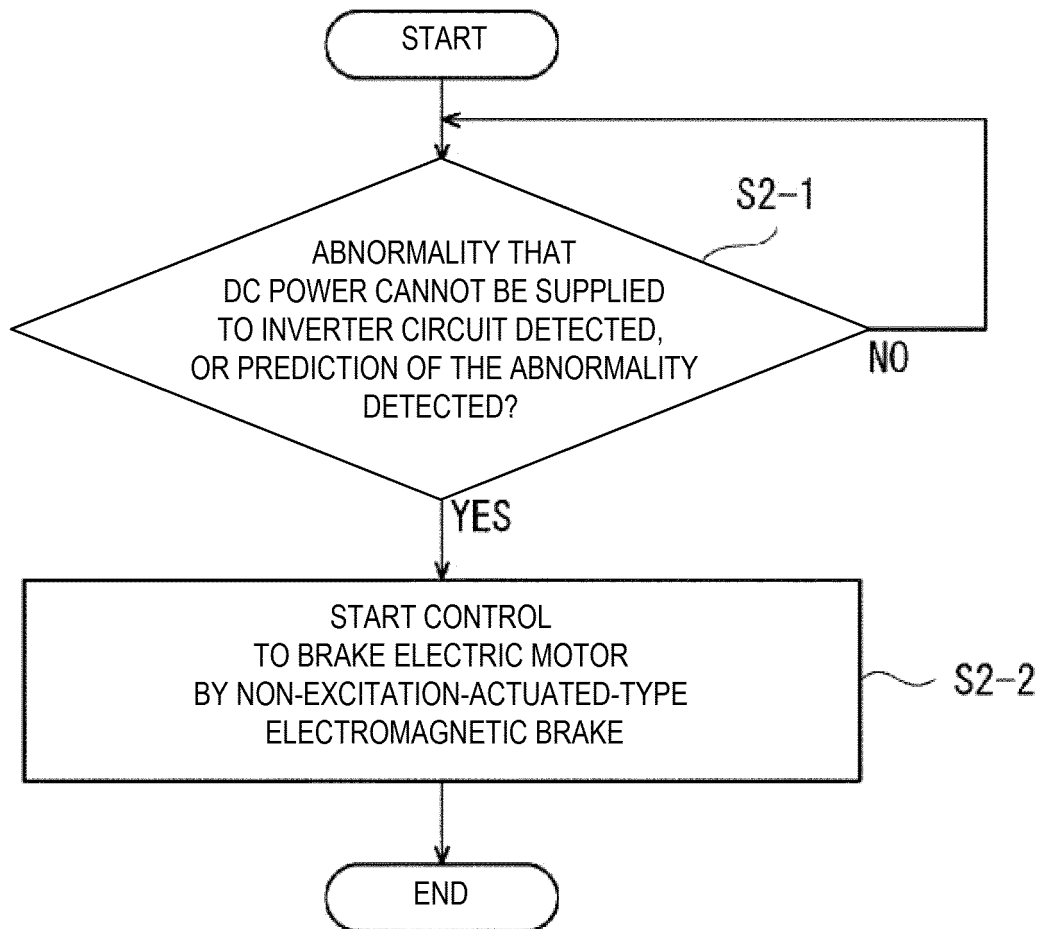 START
S2-1
ABNORMALITY THAT
DC POWER CANNOT BE SUPPLIED
TO INVERTER CIRCUIT DETECTED,
OR PREDICTION OF THE ABNORMALITY
DETECTED?
NO
YES
START CONTROL
TO BRAKE ELECTRIC MOTOR
BY NON-EXCITATION-ACTUATED-TYPE
ELECTROMAGNETIC BRAKE
S2-2
END